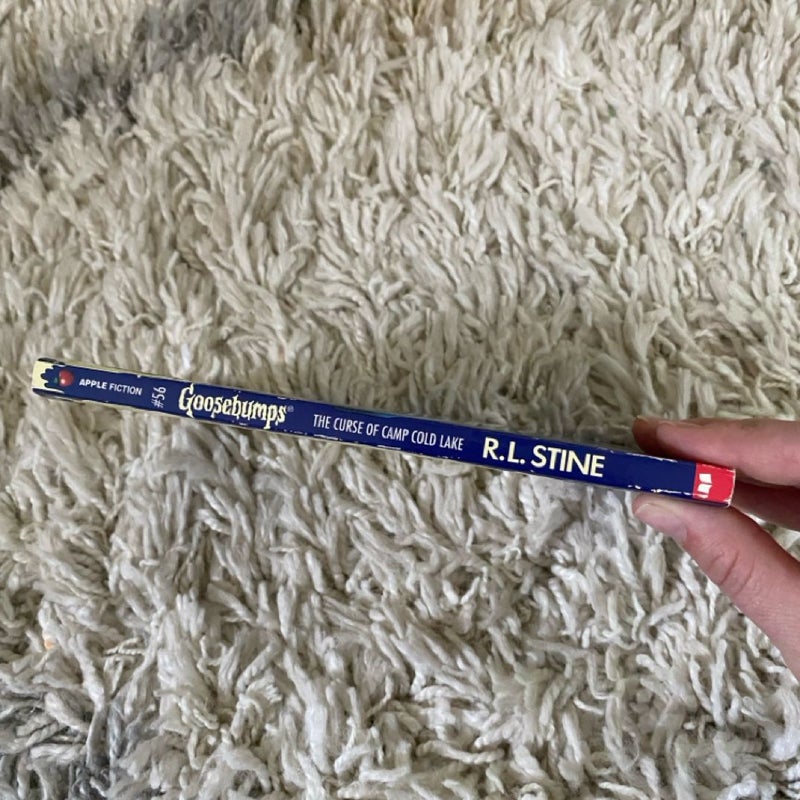 APPLE FICTION #56 Goosebumps® THE CURSE OF CAMP COLD LAKE R.L. STINE